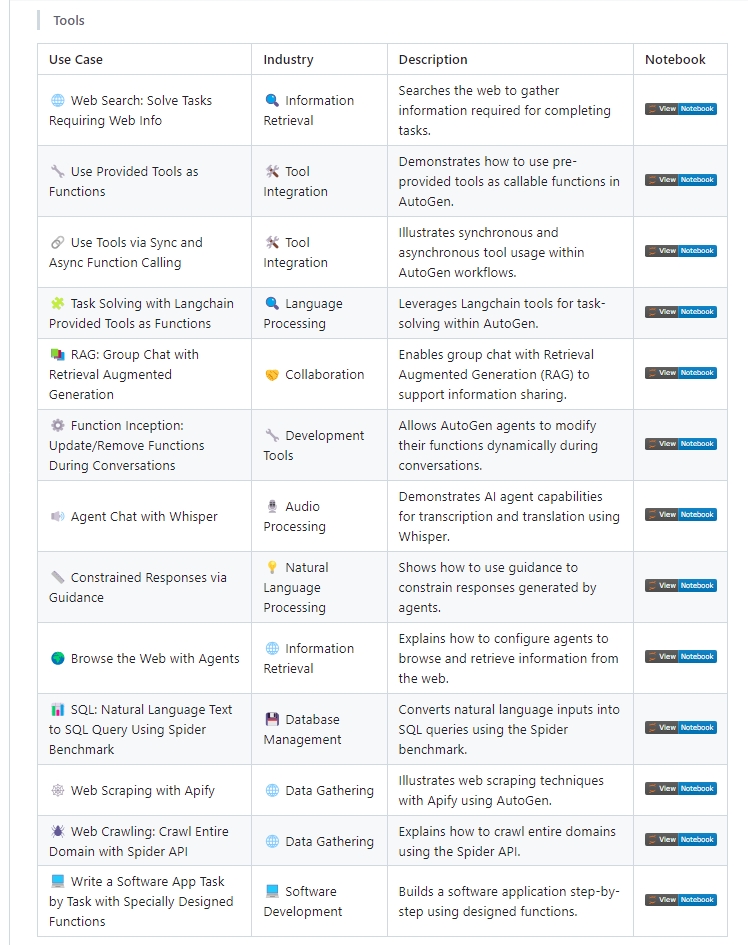 Tools
Use Case Industry Description Notebook
Web Search: Solve Tasks
Requiring Web Info
Information
Retrieval
Searches the web to gather
information required for completing
tasks.
View Notebook
Use Provided Tools as
Functions
Tool
Integration
Demonstrates how to use pre-
provided tools as callable functions in
AutoGen.
View Notebook
Use Tools via Sync and
Async Function Calling
Tool
Integration
Illustrates synchronous and
asynchronous tool usage within
AutoGen workflows.
View Notebook
Task Solving with Langchain
Provided Tools as Functions
Language
Processing
Leverages Langchain tools for task-
solving within AutoGen.
View Notebook
RAG: Group Chat with
Retrieval Augmented
Generation
Collaboration
Enables group chat with Retrieval
Augmented Generation (RAG) to
support information sharing.
View Notebook
Function Inception:
Update/Remove Functions
During Conversations
Development
Tools
Allows AutoGen agents to modify
their functions dynamically during
conversations.
View Notebook
Agent Chat with Whisper
Audio
Processing
Demonstrates AI agent capabilities
for transcription and translation using
Whisper.
View Notebook
Constrained Responses via
Guidance
Natural
Language
Processing
Shows how to use guidance to
constrain responses generated by
agents.
View Notebook
Browse the Web with Agents
Information
Retrieval
Explains how to configure agents to
browse and retrieve information from
the web.
View Notebook
SQL: Natural Language Text
to SQL Query Using Spider
Benchmark
Database
Management
Converts natural language inputs into
SQL queries using the Spider
benchmark.
View Notebook
Web Scraping with Apify
Data Gathering
Illustrates web scraping techniques
with Apify using AutoGen.
View Notebook
Web Crawling: Crawl Entire
Domain with Spider API
Data Gathering
Explains how to crawl entire domains
using the Spider API.
View Notebook
Write a Software App Task
by Task with Specially Designed
Functions
Software
Development
Builds a software application step-by-
step using designed functions.
View Notebook